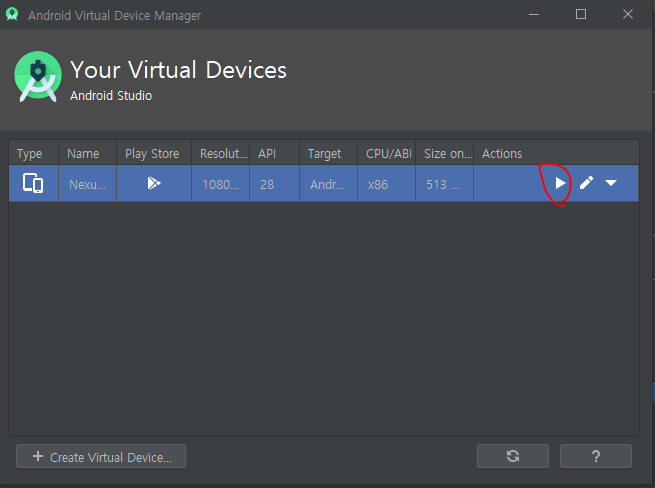 Android Virtual Device Manager
Your Virtual Devices
Android Studio
Type Name Play Store Resolut... API Target CPU/ABI Size on... Actions
Nexu... 1080... 28 Andr... x86 513 ...
+ Create Virtual Device... ?